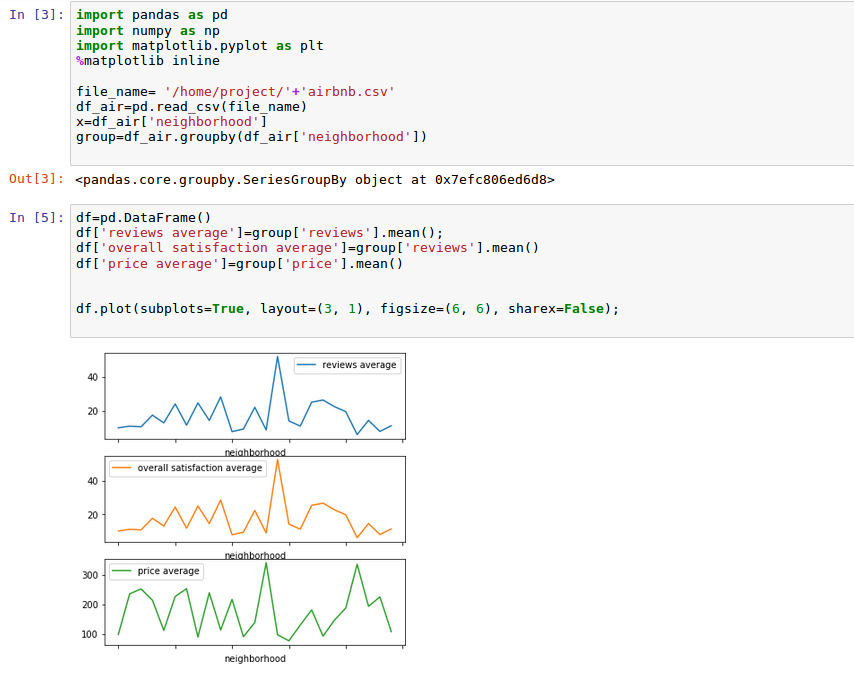 In [3]: import pandas as pd
import numpy as np
import matplotlib.pyplot as plt
%matplotlib inline
file_name= '/home/project/'+'airbnb.csv'
df_air=pd.read_csv(file_name)
x=df_air['neighborhood']
group=df_air.groupby(df_air['neighborhood'])
Out[3]: <pandas.core.groupby.SeriesGroupBy object at 0x7efc806ed6d8>
In [5]: df=pd.DataFrame()
df['reviews average']=group['reviews'].mean();
df['overall satisfaction average']=group['reviews'].mean()
df['price average']=group['price'].mean()
df.plot(subplots=True, layout=(3, 1), figsize=(6, 6), sharex=False);
reviews average
40
20
neighborhood
overall satisfaction average
40
20
neighborhood
price average
300
200
100
neighborhood